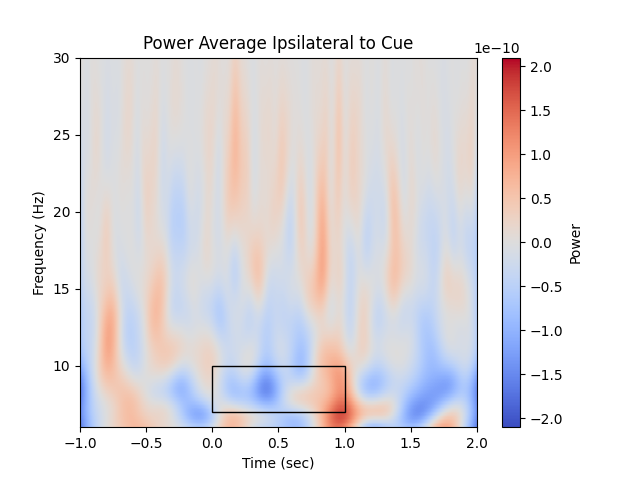 Power Average Ipsilateral to Cue
1e−10
30
25
20
15
10
Frequency (Hz)
−1.0 −0.5 0.0 0.5 1.0 1.5 2.0
Time (sec)
2.0
1.5
1.0
0.5
0.0
−0.5
−1.0
−1.5
−2.0
Power